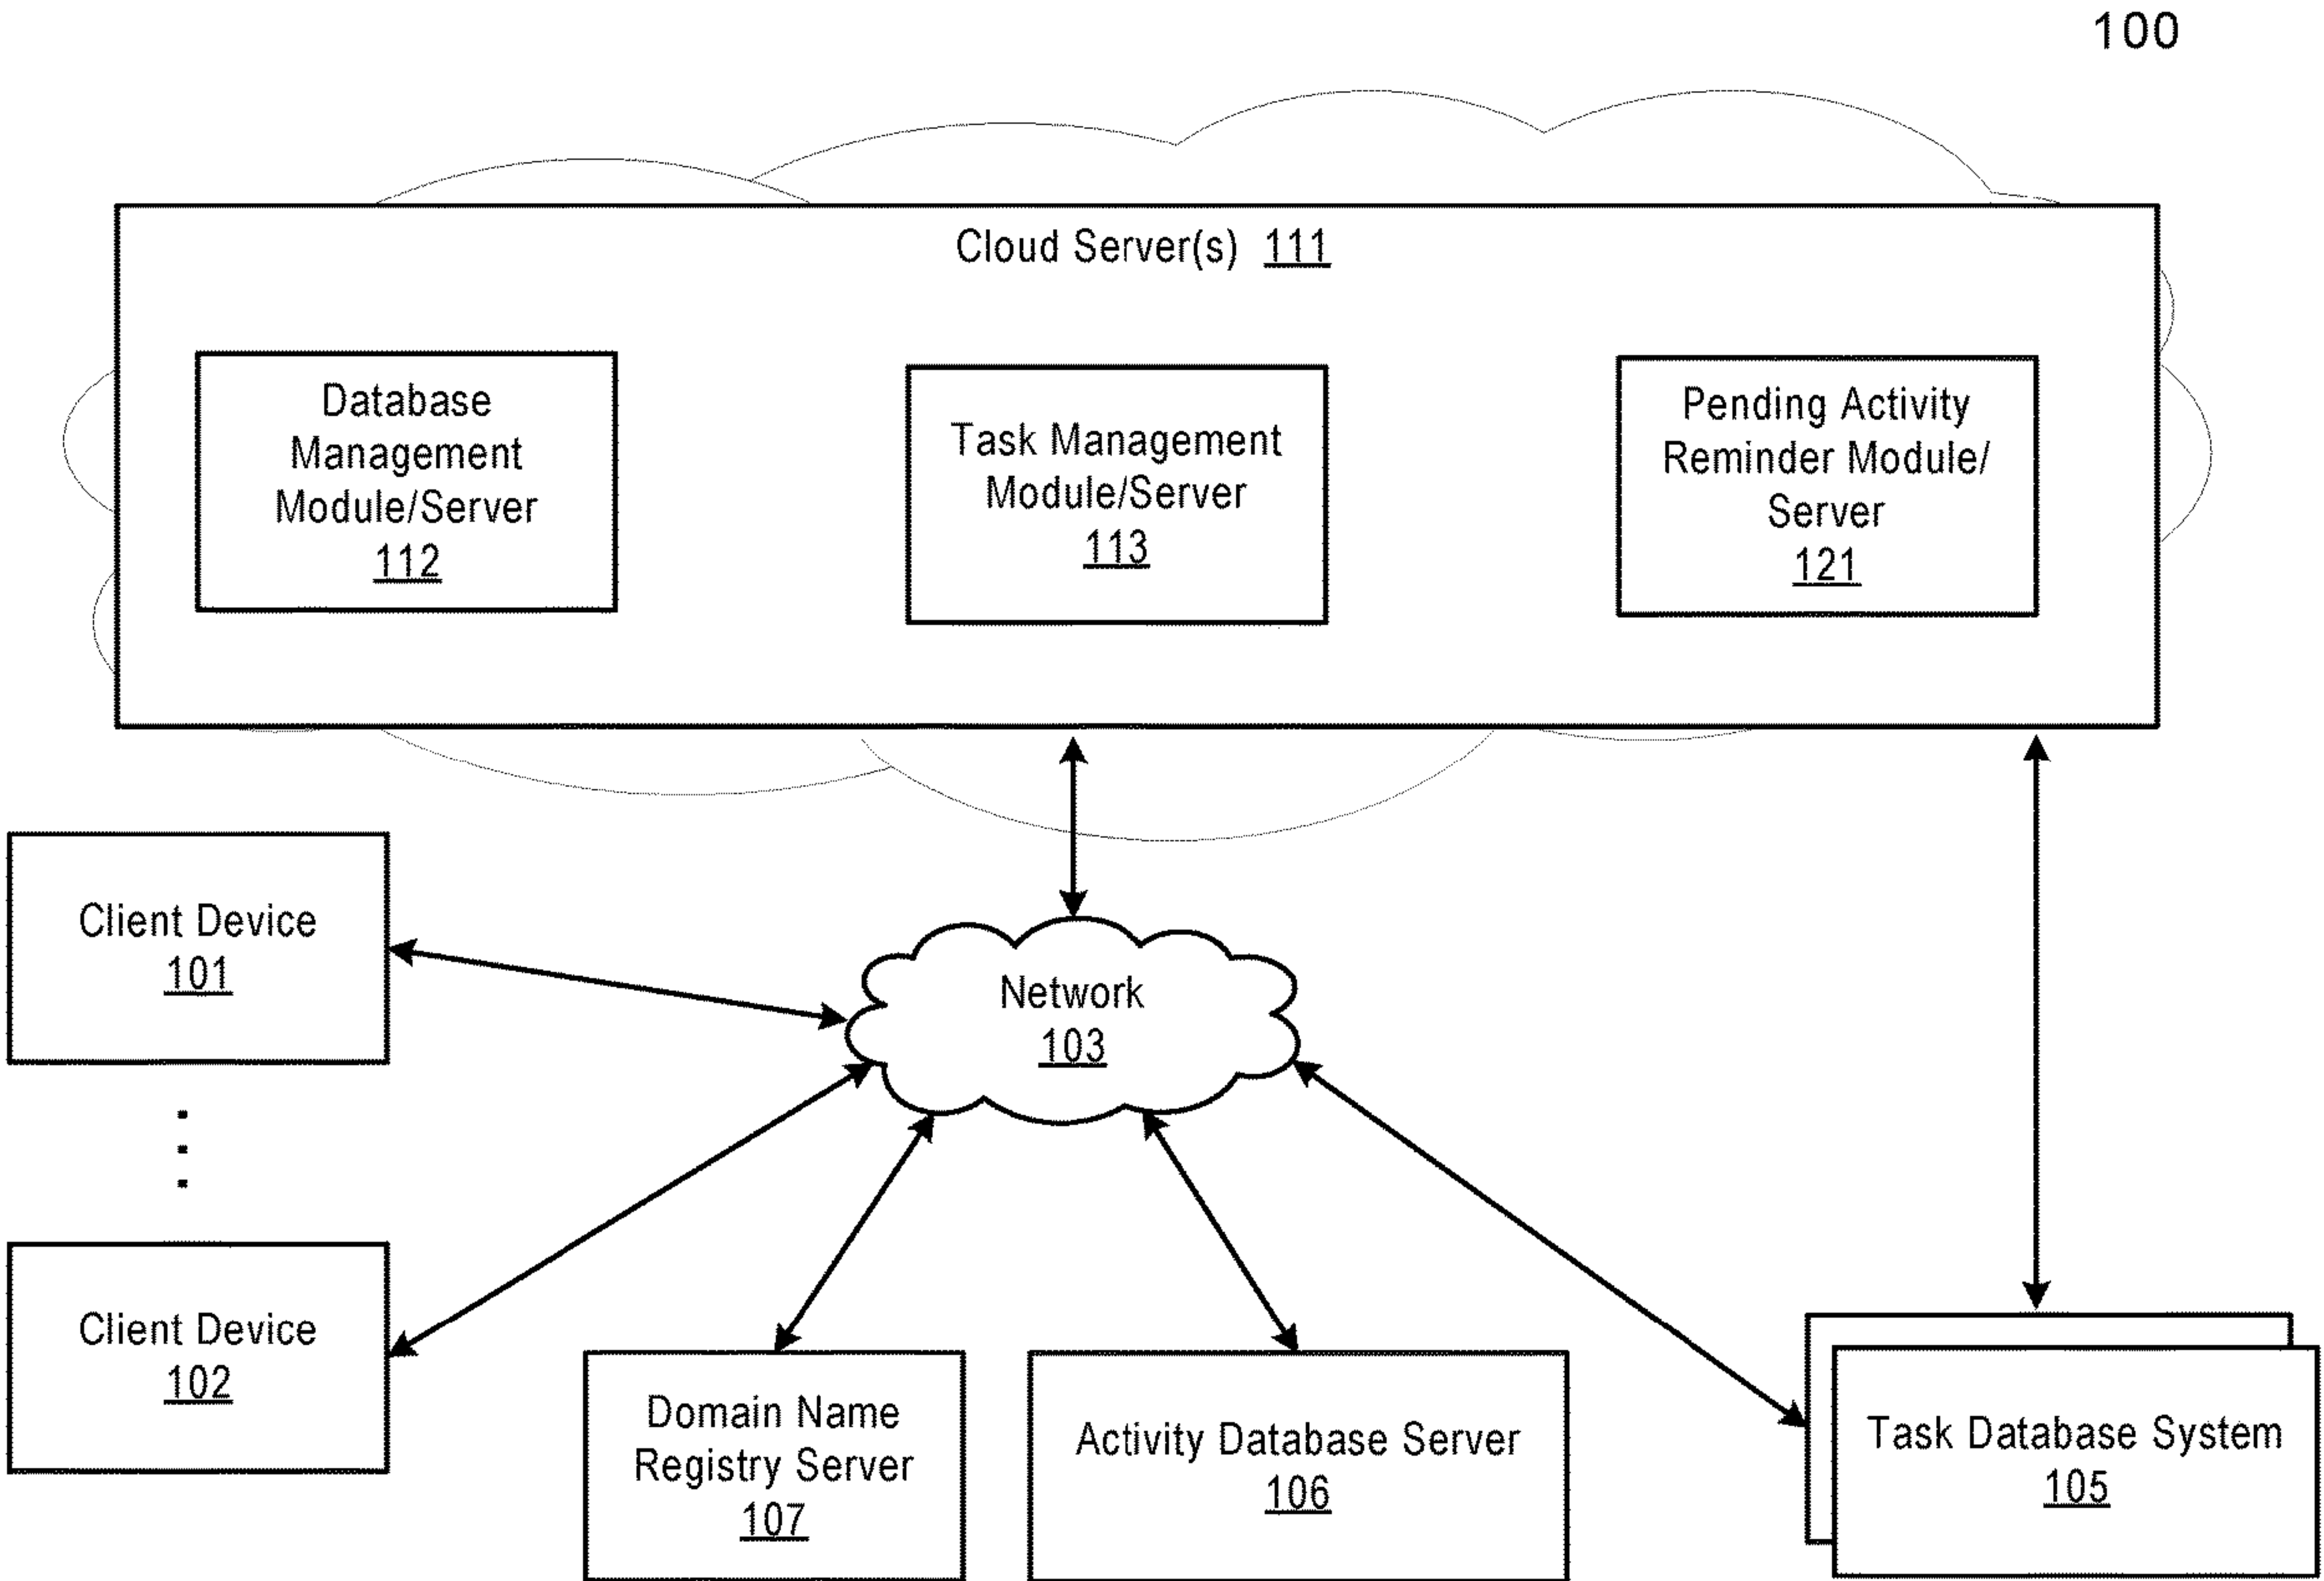 100
Cloud Server(s) 111
Database
Management
Module/Server
112
Task Management
Module/Server
113
Pending Activity
Reminder Module/
Server
121
Client Device
101
Network
103
Client Device
102
Domain Name
Registry Server
107
Activity Database Server
106
Task Database System
105